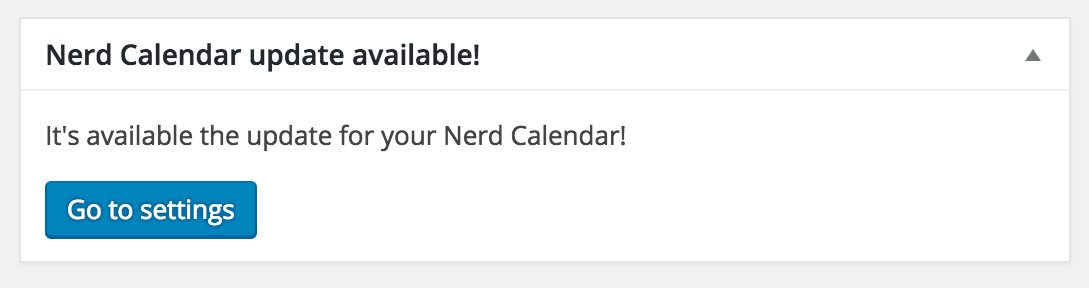 Nerd Calendar update available!
It's available the update for your Nerd Calendar!
Go to settings